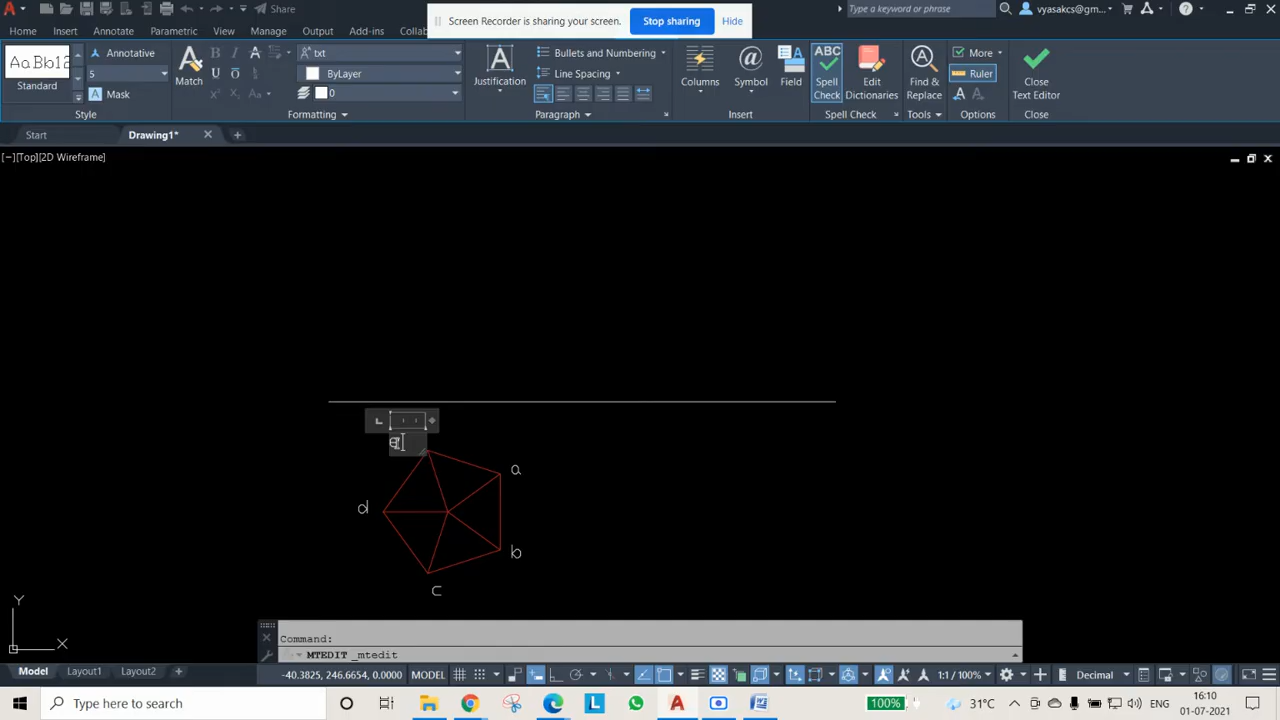 Share
Screen Recorder is sharing your screen.
Stop sharing
Hide
Type a keyword or phrase
vyasakcs@gm...
Home
Insert
Annotate
Parametric
View
Manage
Output
Add-ins
Collab
AaBb12
Standard
Annotative
5
Mask
Style
Match
txt
ByLayer
0
Formatting
Justification
Bullets and Numbering
Line Spacing
Paragraph
Columns
Symbol
Field
Insert
ABC
Spell
Check
Edit
Dictionaries
Spell Check
Find &
Replace
Tools
More
Ruler
Options
Close
Text Editor
Close
Start
Drawing1*
[−][Top][2D Wireframe]
a
d
b
c
Y
X
Command:
MTEDIT _mtedit
Model
Layout1
Layout2
-40.3825, 246.6654, 0.0000
MODEL
1:1 / 100%
Decimal
Type here to search
100%
31°C
ENG
16:10
01-07-2021